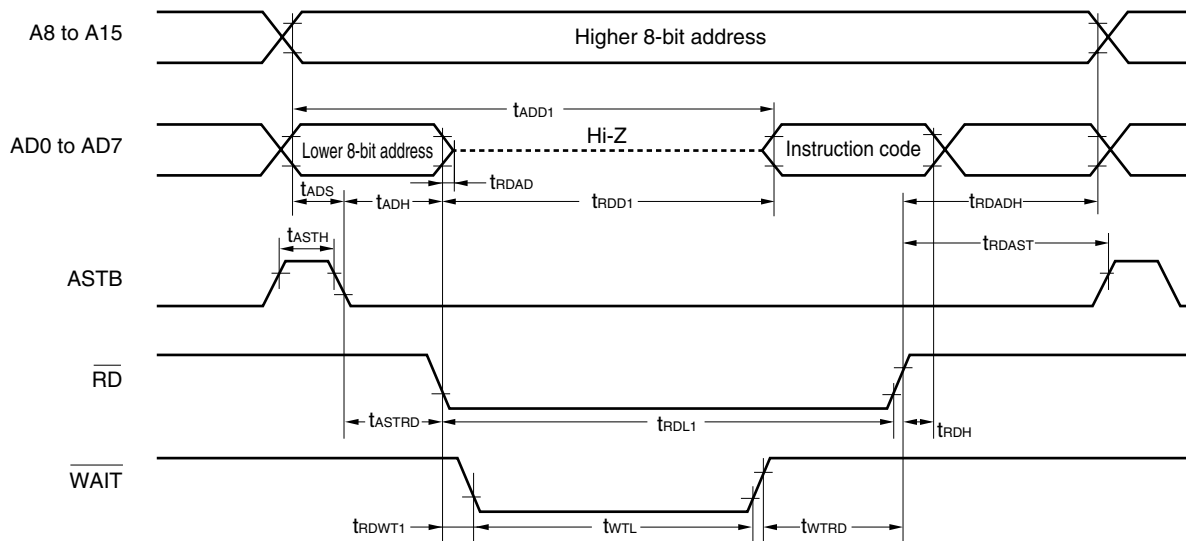 A8 to A15
Higher 8-bit address
tADD1
AD0 to AD7
Lower 8-bit address
Hi-Z
Instruction code
tADS
tADH
tRDAD
tRDD1
tRDADH
tASTH
tRDAST
ASTB
RD
tASTRD
tRDL1
tRDH
WAIT
tRDWT1
tWTL
tWTRD